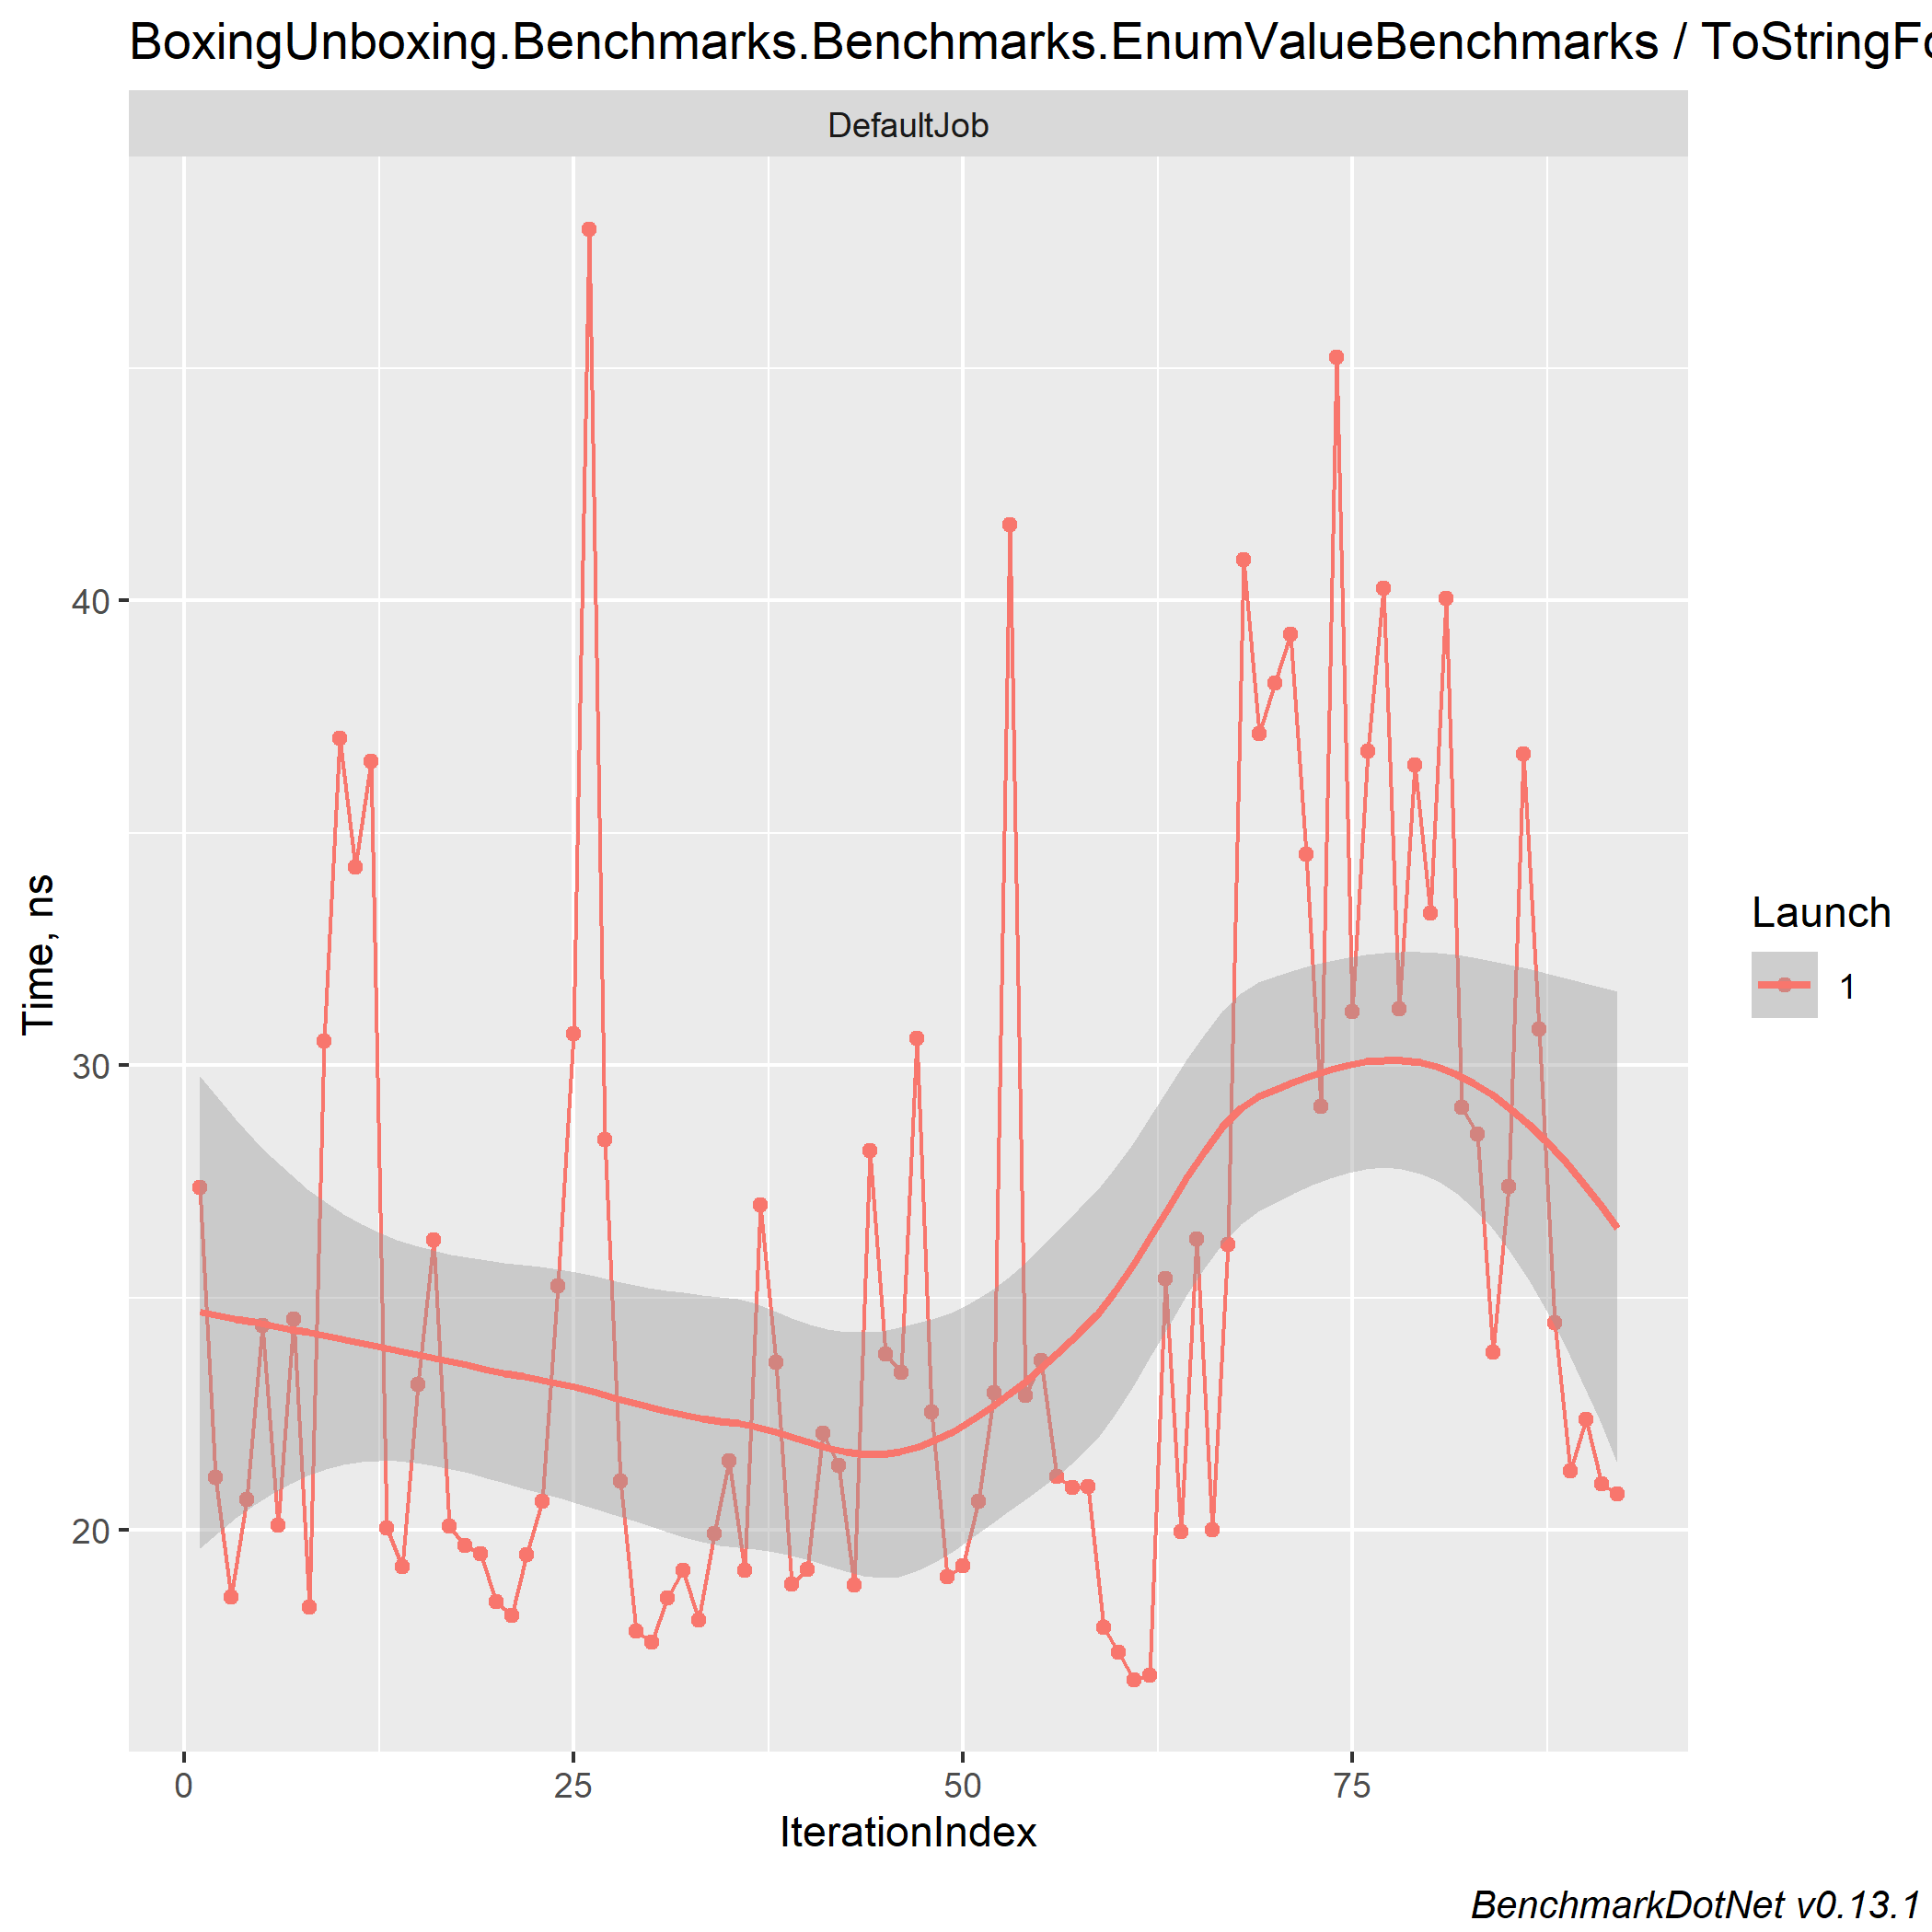 BoxingUnboxing.Benchmarks.Benchmarks.EnumValueBenchmarks / ToStringFo
DefaultJob
40
30
20
Time, ns
0 25 50 75
IterationIndex
Launch
1
BenchmarkDotNet v0.13.1